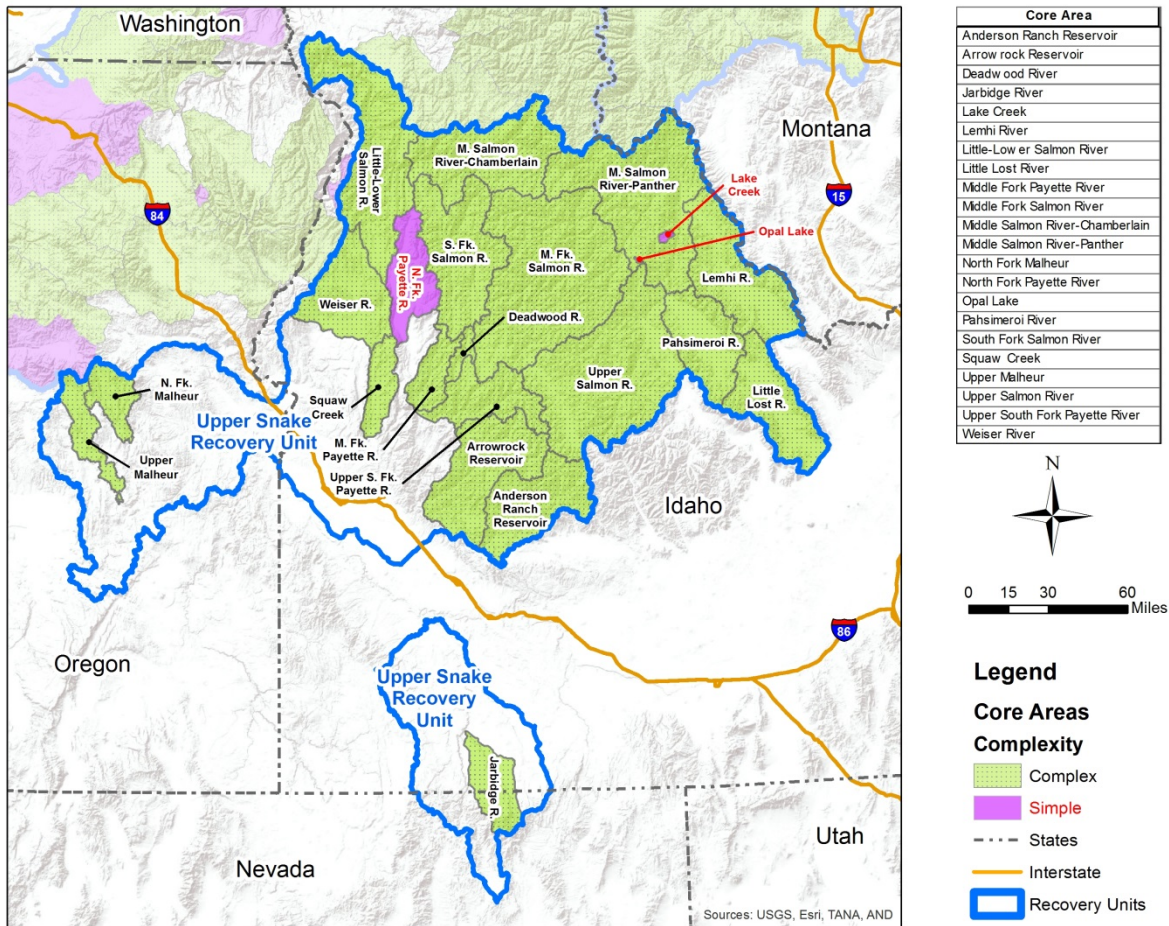 Washington
Montana
Oregon
Idaho
Nevada
Utah
84
15
86
Little-Lower
Salmon R.
M. Salmon
River-Chamberlain
M. Salmon
River-Panther
Lake
Creek
Opal Lake
N. Fk.
Payette R.
S. Fk.
Salmon R.
M. Fk.
Salmon R.
Lemhi R.
Weiser R.
Deadwood R.
Pahsimeroi R.
Upper
Salmon R.
Little
Lost R.
Squaw
Creek
N. Fk.
Malheur
Upper
Malheur
Upper Snake
Recovery Unit
M. Fk.
Payette R.
Upper S. Fk.
Payette R.
Arrowrock
Reservoir
Anderson
Ranch
Reservoir
Upper Snake
Recovery
Unit
Jarbidge R.
Sources: USGS, Esri, TANA, AND
Core Area
Anderson Ranch Reservoir
Arrow rock Reservoir
Deadw ood River
Jarbidge River
Lake Creek
Lemhi River
Little-Low er Salmon River
Little Lost River
Middle Fork Payette River
Middle Fork Salmon River
Middle Salmon River-Chamberlain
Middle Salmon River-Panther
North Fork Malheur
North Fork Payette River
Opal Lake
Pahsimeroi River
South Fork Salmon River
Squaw Creek
Upper Malheur
Upper Salmon River
Upper South Fork Payette River
Weiser River
N
0 15 30 60
Miles
Legend
Core Areas
Complexity
Complex
Simple
States
Interstate
Recovery Units